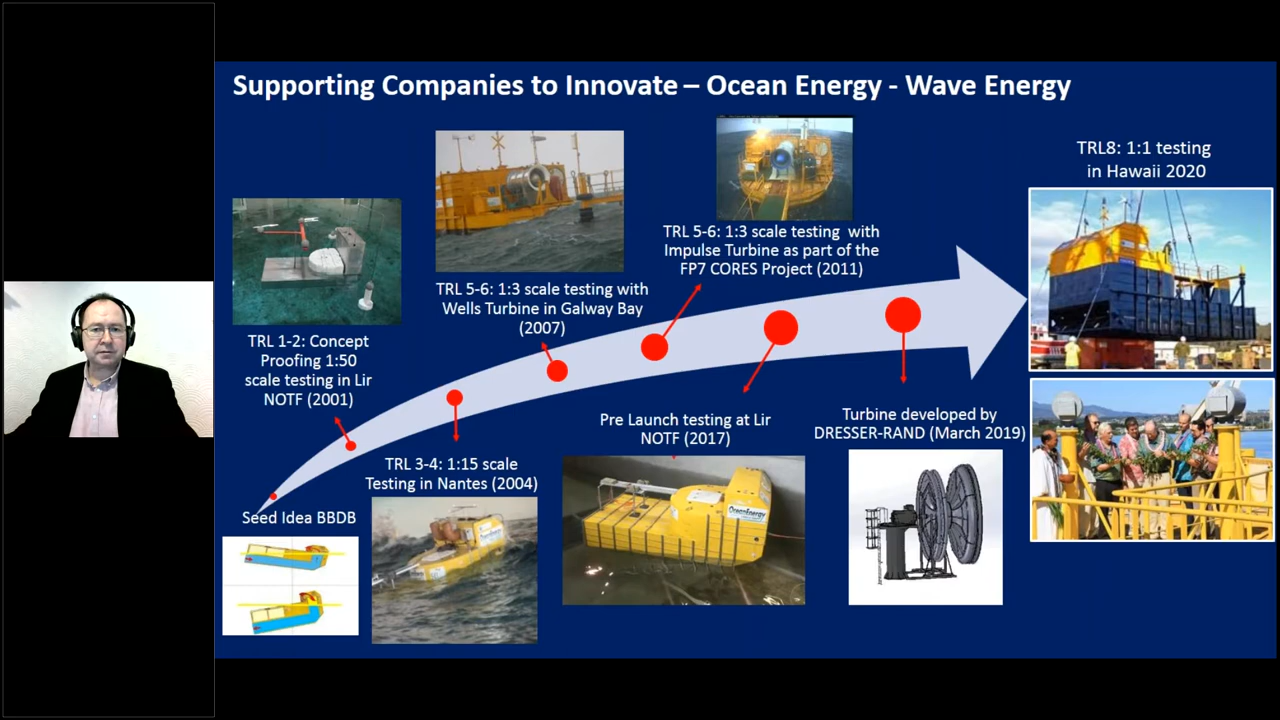 Supporting Companies to Innovate – Ocean Energy - Wave Energy
TRL 1-2: Concept
Proofing 1:50
scale testing in Lir
NOTF (2001)
TRL 5-6: 1:3 scale testing with
Wells Turbine in Galway Bay
(2007)
TRL 5-6: 1:3 scale testing with
Impulse Turbine as part of the
FP7 CORES Project (2011)
TRL8: 1:1 testing
in Hawaii 2020
Seed Idea BBDB
TRL 3-4: 1:15 scale
Testing in Nantes (2004)
Pre Launch testing at Lir
NOTF (2017)
OceanEnergy
Turbine developed by
DRESSER-RAND (March 2019)